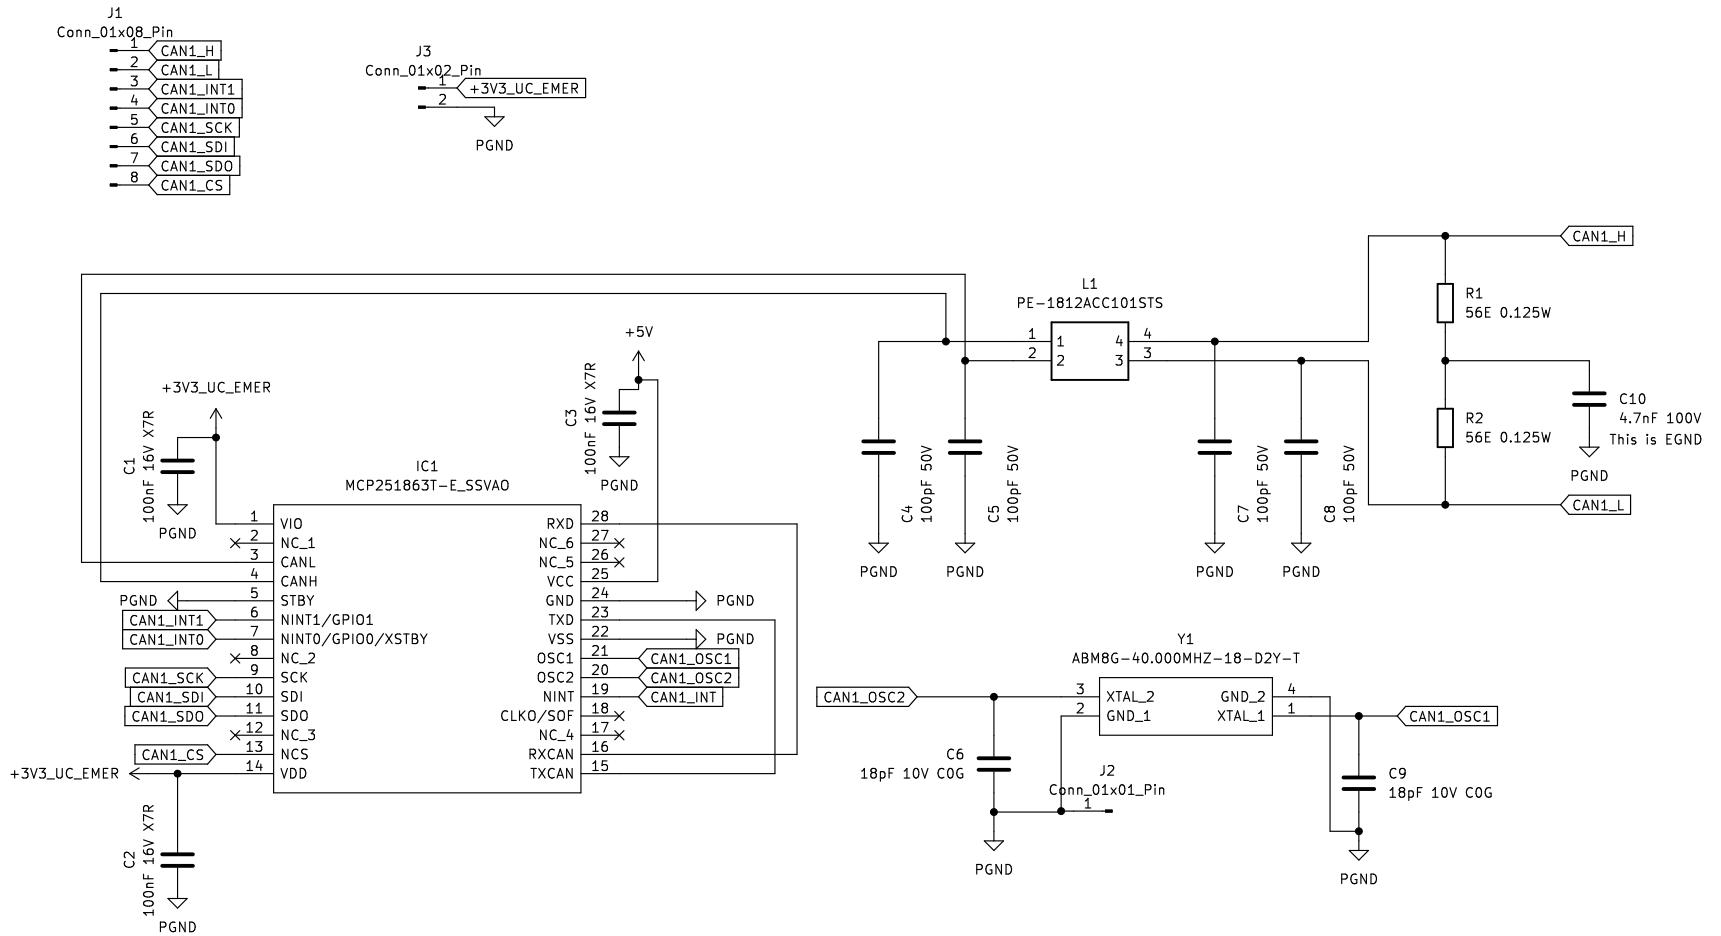 J1
Conn_01x08_Pin
1 CAN1_H
2 CAN1_L
3 CAN1_INT1
4 CAN1_INT0
5 CAN1_SCK
6 CAN1_SDI
7 CAN1_SDO
8 CAN1_CS
J3
Conn_01x02_Pin
1 +3V3_UC_EMER
2
PGND
CAN1_H
L1
PE-1812ACC101STS
1 1 4 4
2 2 3 3
R1
56E 0.125W
R2
56E 0.125W
C10
4.7nF 100V
This is EGND
PGND
CAN1_L
C4
100pF 50V
PGND
C5
100pF 50V
PGND
C7
100pF 50V
PGND
C8
100pF 50V
PGND
+3V3_UC_EMER
C1
100nF 16V X7R
PGND
+5V
C3
100nF 16V X7R
PGND
IC1
MCP251863T-E_SSVAO
1 VIO RXD 28
2 NC_1 NC_6 27
3 CANL NC_5 26
4 CANH VCC 25
PGND 5 STBY GND 24 PGND
CAN1_INT1 6 NINT1/GPIO1 TXD 23
CAN1_INT0 7 NINT0/GPIO0/XSTBY VSS 22 PGND
8 NC_2 OSC1 21 CAN1_OSC1
CAN1_SCK 9 SCK OSC2 20 CAN1_OSC2
CAN1_SDI 10 SDI NINT 19 CAN1_INT
CAN1_SDO 11 SDO CLKO/SOF 18
12 NC_3 NC_4 17
CAN1_CS 13 NCS RXCAN 16
+3V3_UC_EMER 14 VDD TXCAN 15
C2
100nF 16V X7R
PGND
Y1
ABM8G-40.000MHZ-18-D2Y-T
CAN1_OSC2 3 XTAL_2 GND_2 4
2 GND_1 XTAL_1 1 CAN1_OSC1
C6
18pF 10V C0G
J2
Conn_01x01_Pin
1
PGND
C9
18pF 10V C0G
PGND